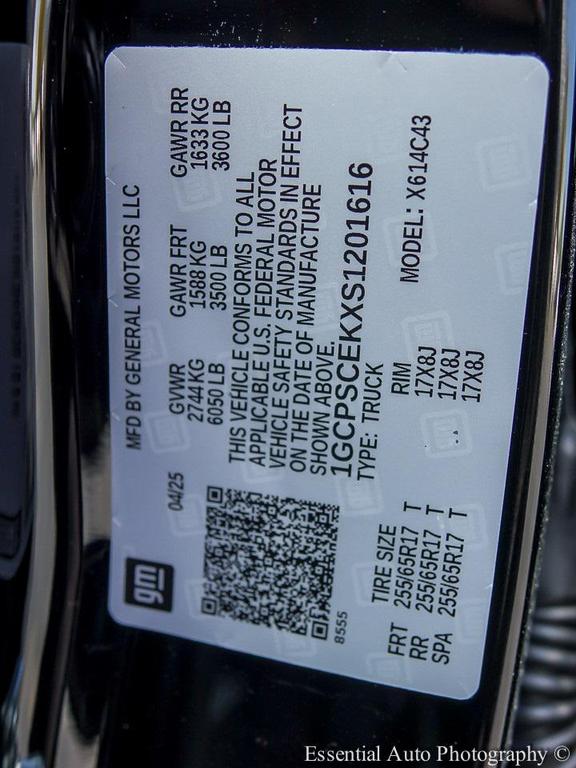 gm
MFD BY GENERAL MOTORS LLC
04/25
GVWR GAWR FRT GAWR RR
2744 KG 1588 KG 1633 KG
6050 LB 3500 LB 3600 LB
THIS VEHICLE CONFORMS TO ALL
APPLICABLE U.S. FEDERAL MOTOR
VEHICLE SAFETY STANDARDS IN EFFECT
ON THE DATE OF MANUFACTURE
SHOWN ABOVE.
1GCPSCEKXS1201616
8555
TYPE: TRUCK MODEL: X614C43
TIRE SIZE RIM
FRT 255/65R17 T 17X8J
RR 255/65R17 T 17X8J
SPA 255/65R17 T 17X8J
Essential Auto Photography ©